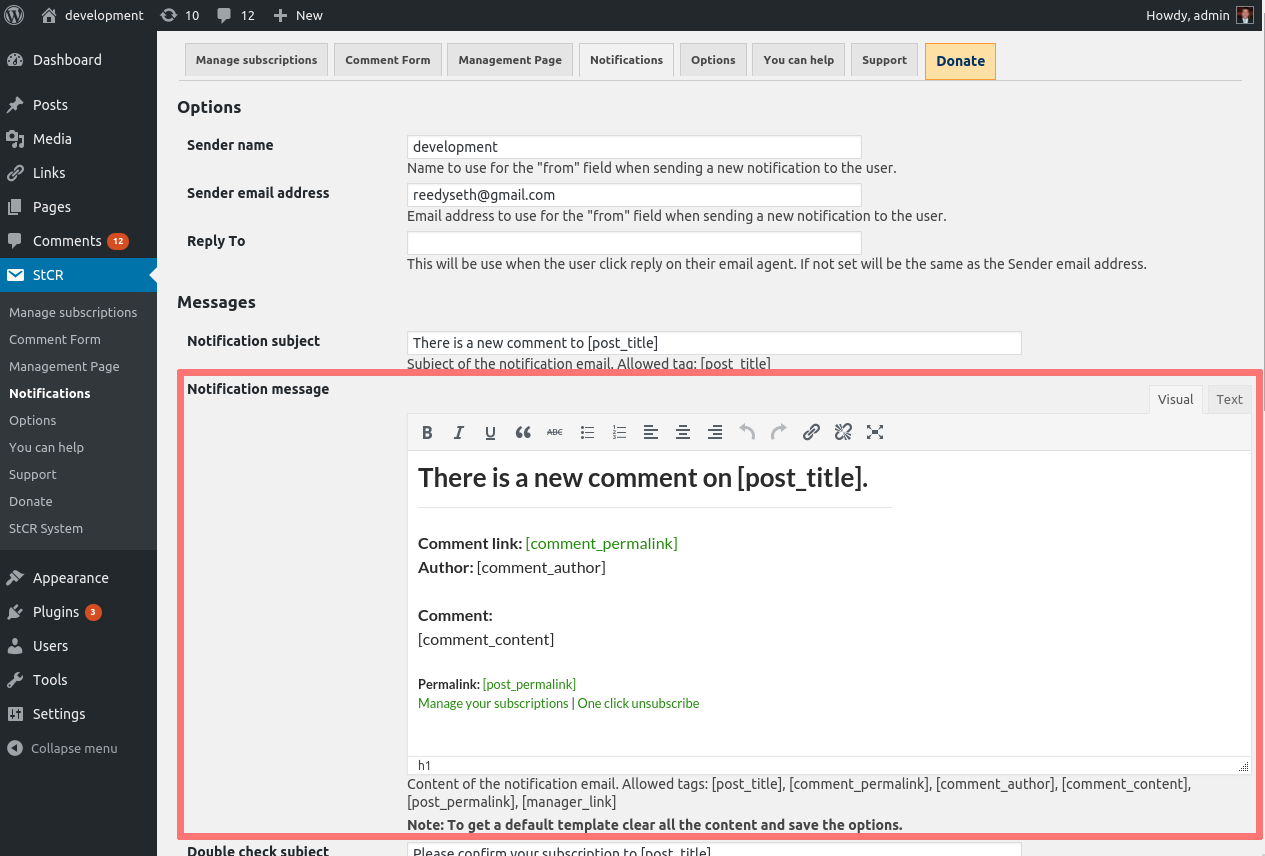 development 10 12 New Howdy, admin
Dashboard
Posts
Media
Links
Pages
Comments 12
StCR
Manage subscriptions
Comment Form
Management Page
Notifications
Options
You can help
Support
Donate
StCR System
Appearance
Plugins 3
Users
Tools
Settings
Collapse menu
Manage subscriptions Comment Form Management Page Notifications Options You can help Support Donate
Options
Sender name development
Name to use for the "from" field when sending a new notification to the user.
Sender email address reedyseth@gmail.com
Email address to use for the "from" field when sending a new notification to the user.
Reply To
This will be use when the user click reply on their email agent. If not set will be the same as the Sender email address.
Messages
Notification subject There is a new comment to [post_title]
Subject of the notification email. Allowed tag: [post_title]
Notification message
Visual Text
B I U ABC
There is a new comment on [post_title].
Comment link: [comment_permalink]
Author: [comment_author]
Comment:
[comment_content]
Permalink: [post_permalink]
Manage your subscriptions | One click unsubscribe
h1
Content of the notification email. Allowed tags: [post_title], [comment_permalink], [comment_author], [comment_content],
[post_permalink], [manager_link]
Note: To get a default template clear all the content and save the options.
Double check subject Please confirm your subscription to [post_title]